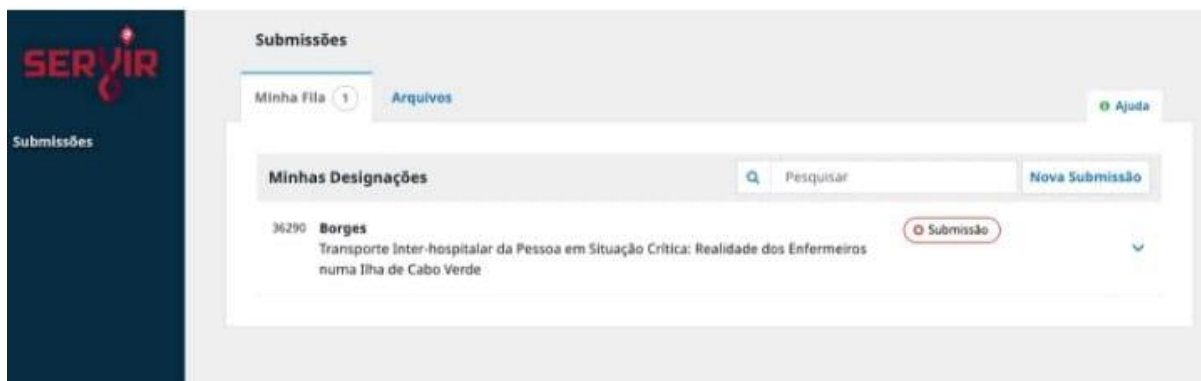 SERVIR
Submissões
Submissões
Minha Fila 1
Arquivos
Ajuda
Minhas Designações
Pesquisar
Nova Submissão
36290 Borges
Submissão
Transporte Inter-hospitalar da Pessoa em Situação Crítica: Realidade dos Enfermeiros
numa Ilha de Cabo Verde